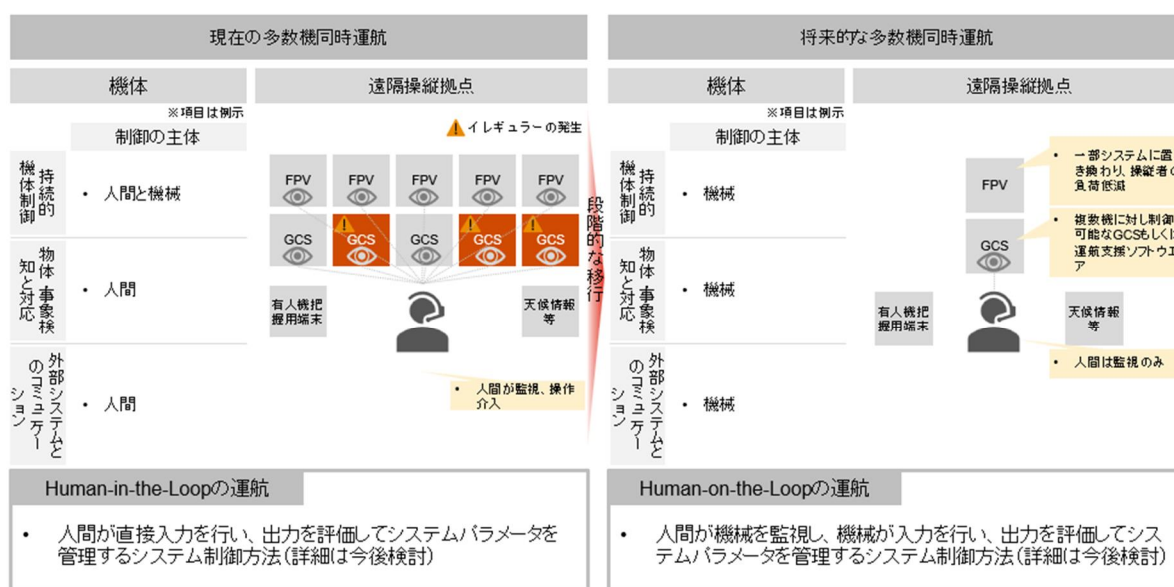 現在の多数機同時運航
機体
遠隔操縦拠点
※項目は例示
制御の主体
イレギュラーの発生
持続的
機体制御
• 人間と機械
物体・事象検
知と対応
• 人間
外部システムと
のコミュニケー
ション
• 人間
FPV
FPV
FPV
FPV
FPV
GCS
GCS
GCS
GCS
GCS
有人機把
握用端末
天候情報
等
• 人間が監視、操作
介入
段階的な移行
Human-in-the-Loopの運航
• 人間が直接入力を行い、出力を評価してシステムパラメータを
管理するシステム制御方法(詳細は今後検討)
将来的な多数機同時運航
機体
遠隔操縦拠点
※項目は例示
制御の主体
持続的
機体制御
• 機械
物体・事象検
知と対応
• 機械
外部システムと
のコミュニケー
ション
• 機械
FPV
GCS
有人機把
握用端末
天候情報
等
• 一部システムに置
き換わり、操縦者の
負荷低減
• 複数機に対し制御
可能なGCSもしくは
運航支援ソフトウエ
ア
• 人間は監視のみ
Human-on-the-Loopの運航
• 人間が機械を監視し、機械が入力を行い、出力を評価してシス
テムパラメータを管理するシステム制御方法(詳細は今後検討)